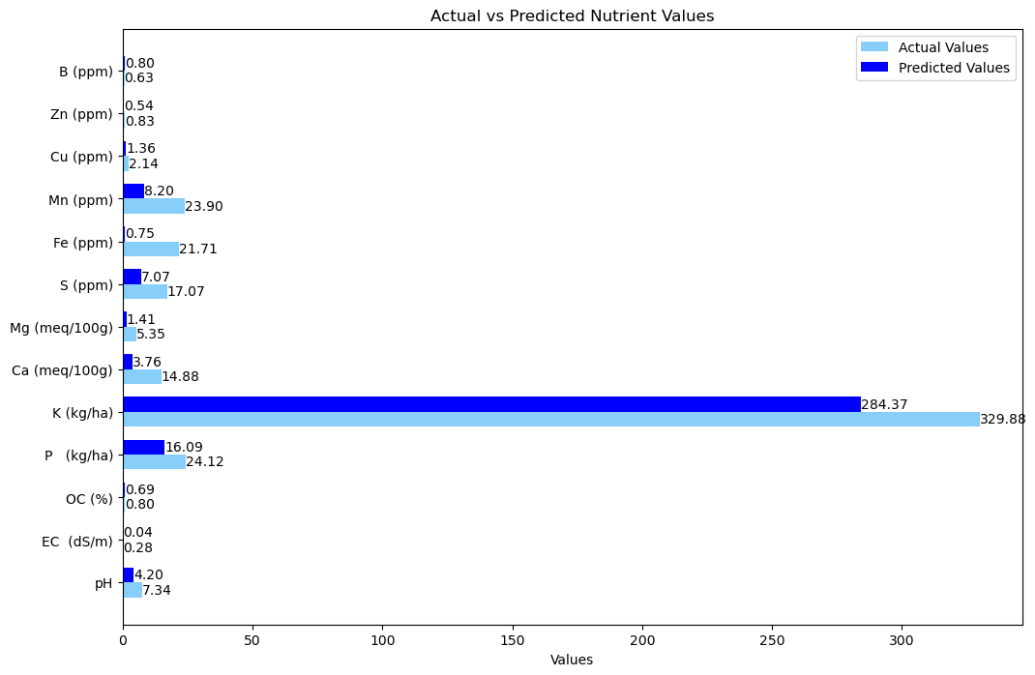 Actual vs Predicted Nutrient Values
Actual Values
Predicted Values
B (ppm)
0.80
0.63
Zn (ppm)
0.54
0.83
Cu (ppm)
1.36
2.14
Mn (ppm)
8.20
23.90
Fe (ppm)
0.75
21.71
S (ppm)
7.07
17.07
Mg (meq/100g)
1.41
5.35
Ca (meq/100g)
3.76
14.88
K (kg/ha)
284.37
329.88
P   (kg/ha)
16.09
24.12
OC (%)
0.69
0.80
EC  (dS/m)
0.04
0.28
pH
4.20
7.34
0 50 100 150 200 250 300
Values